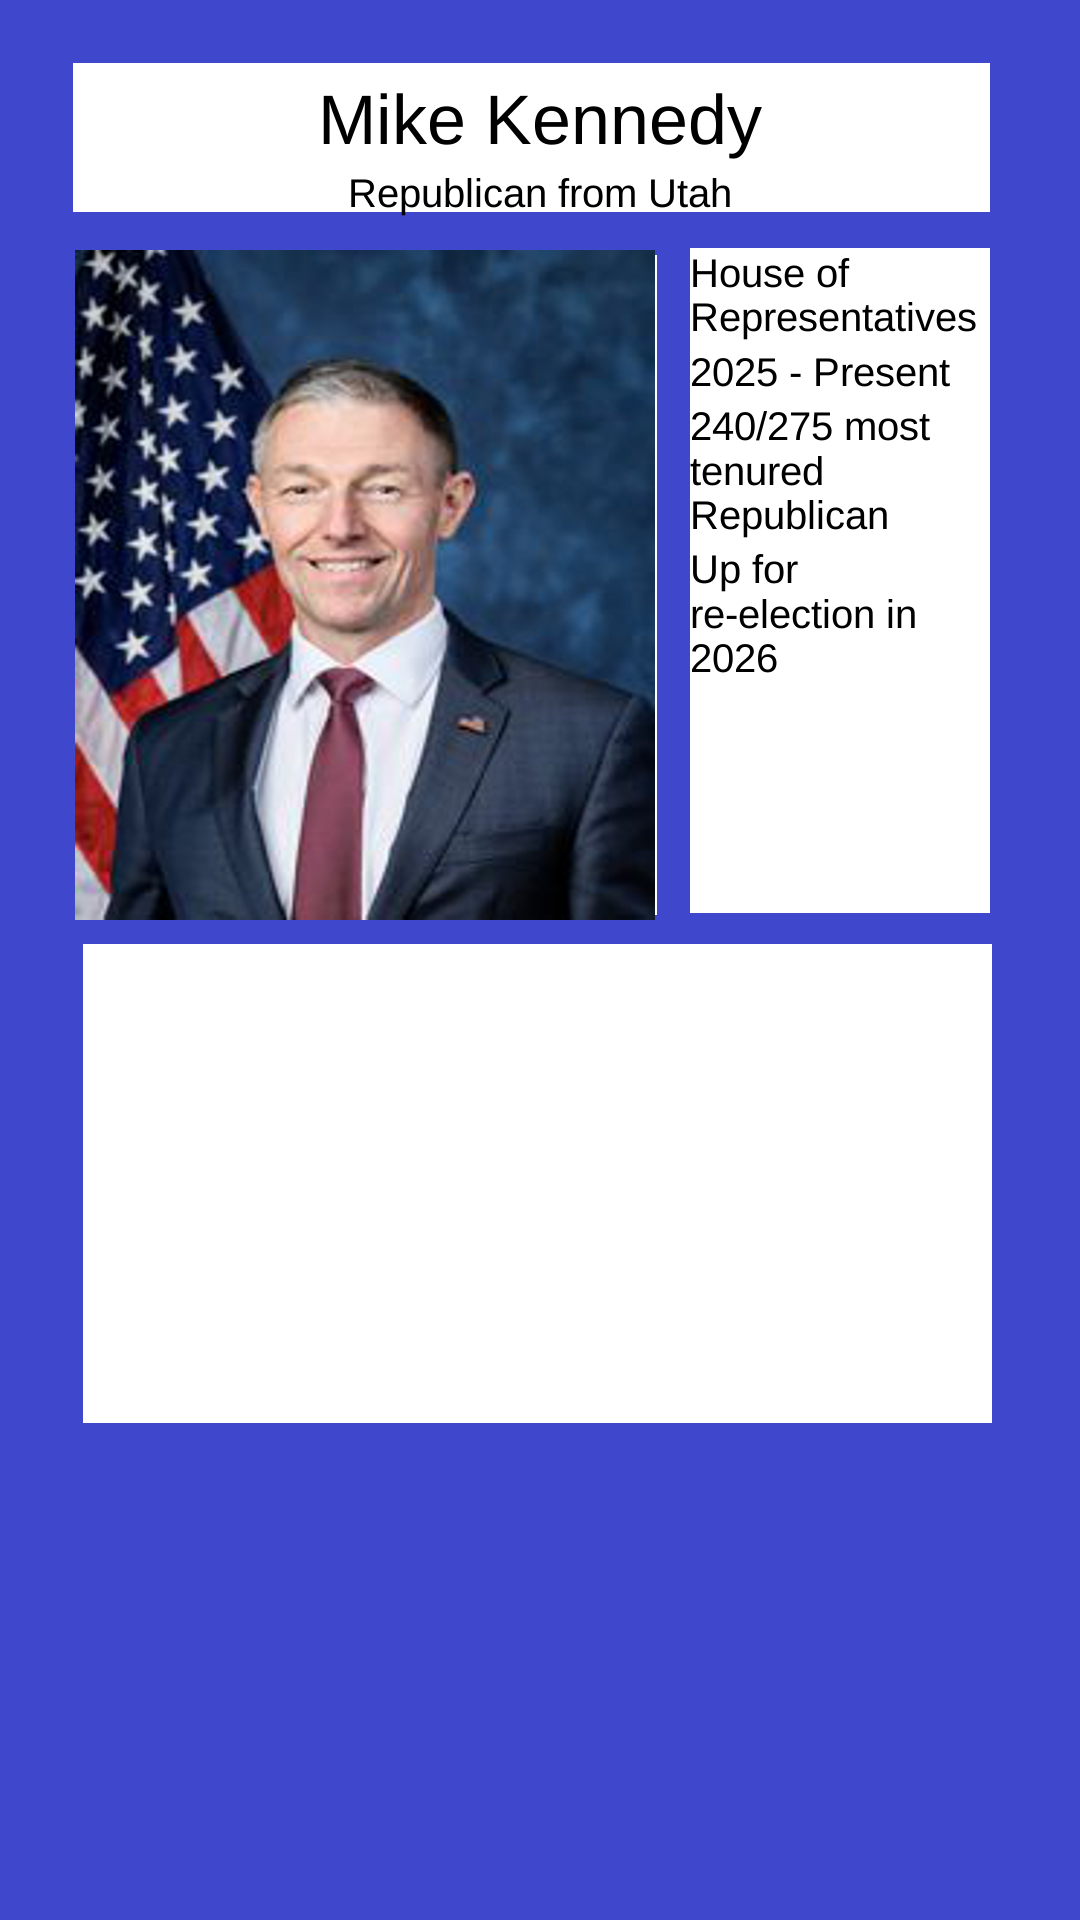 Mike Kennedy
Republican from Utah
House of
Representatives
2025 - Present
240/275 most
tenured
Republican
Up for
re-election in
2026